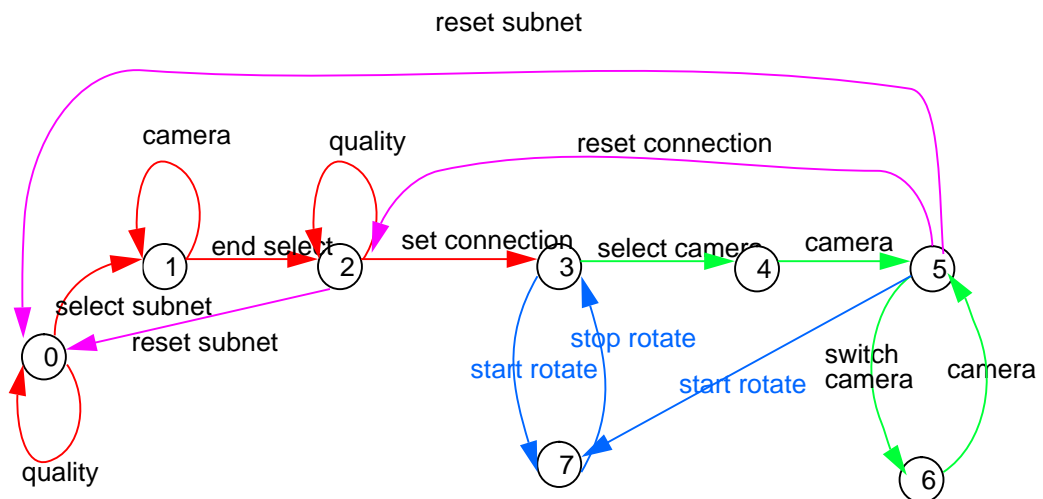 reset subnet
camera
quality
reset connection
end select
set connection
select camera
camera
1
2
3
4
5
select subnet
reset subnet
0
stop rotate
start rotate
start rotate
switch
camera
camera
quality
7
6